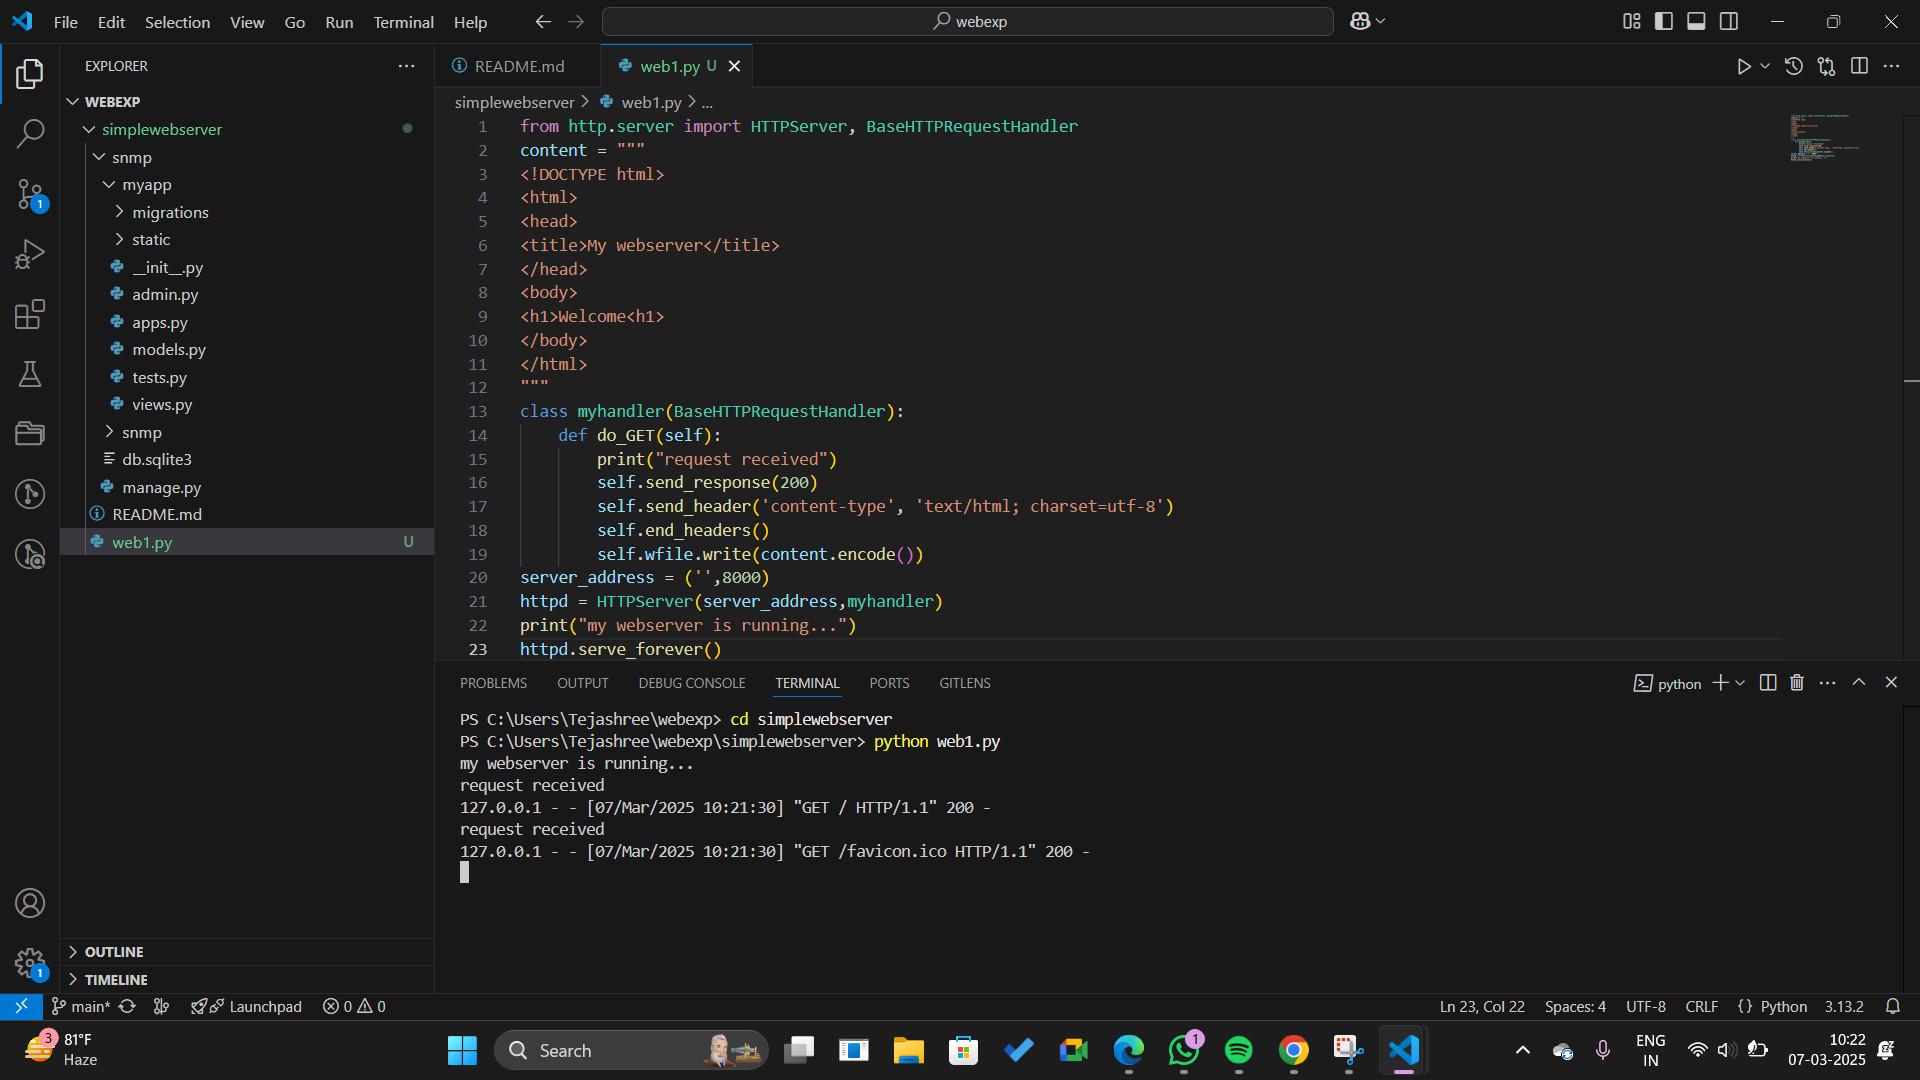 File Edit Selection View Go Run Terminal Help
webexp
EXPLORER
WEBEXP
simplewebserver
snmp
myapp
migrations
static
__init__.py
admin.py
apps.py
models.py
tests.py
views.py
snmp
db.sqlite3
manage.py
README.md
web1.py U
OUTLINE
TIMELINE
README.md
web1.py U
simplewebserver > web1.py > ...
1 from http.server import HTTPServer, BaseHTTPRequestHandler
2 content = """
3 <!DOCTYPE html>
4 <html>
5 <head>
6 <title>My webserver</title>
7 </head>
8 <body>
9 <h1>Welcome<h1>
10 </body>
11 </html>
12 """
13 class myhandler(BaseHTTPRequestHandler):
14     def do_GET(self):
15         print("request received")
16         self.send_response(200)
17         self.send_header('content-type', 'text/html; charset=utf-8')
18         self.end_headers()
19         self.wfile.write(content.encode())
20 server_address = ('',8000)
21 httpd = HTTPServer(server_address,myhandler)
22 print("my webserver is running...")
23 httpd.serve_forever()
PROBLEMS OUTPUT DEBUG CONSOLE TERMINAL PORTS GITLENS
python
PS C:\Users\Tejashree\webexp> cd simplewebserver
PS C:\Users\Tejashree\webexp\simplewebserver> python web1.py
my webserver is running...
request received
127.0.0.1 - - [07/Mar/2025 10:21:30] "GET / HTTP/1.1" 200 -
request received
127.0.0.1 - - [07/Mar/2025 10:21:30] "GET /favicon.ico HTTP/1.1" 200 -
1
1
main* Launchpad 0 0
Ln 23, Col 22 Spaces: 4 UTF-8 CRLF {} Python 3.13.2
3
81°F
Haze
Search
1
ENG
IN
10:22
07-03-2025